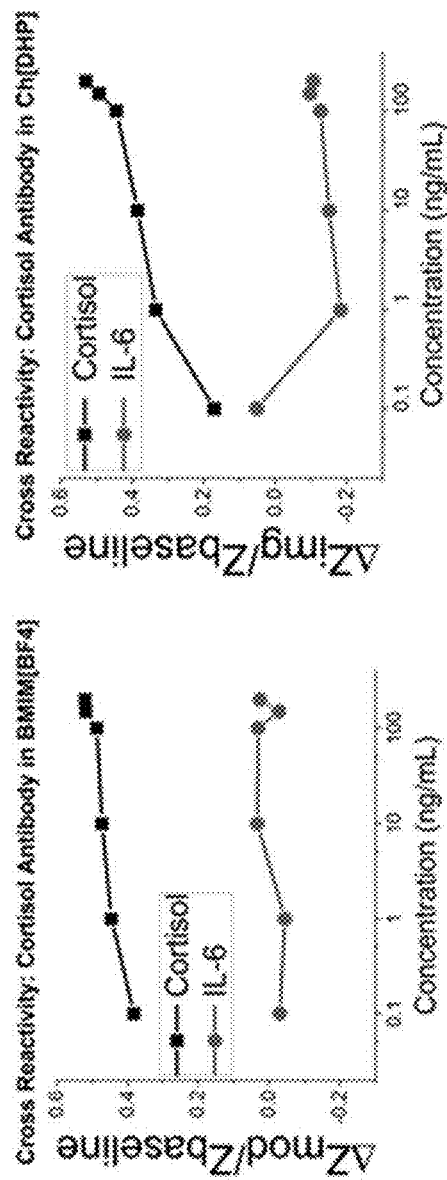 Cross Reactivity: Cortisol Antibody in BMIM[BF4]
Cortisol
IL-6
0.6
0.4
0.2
0.0
-0.2
ΔZmod/Zbaseline
0.1
1
10
100
Concentration (ng/mL)
Cross Reactivity: Cortisol Antibody in Ch[DHP]
Cortisol
IL-6
0.6
0.4
0.2
0.0
-0.2
ΔZimg/Zbaseline
0.1
1
10
100
Concentration (ng/mL)